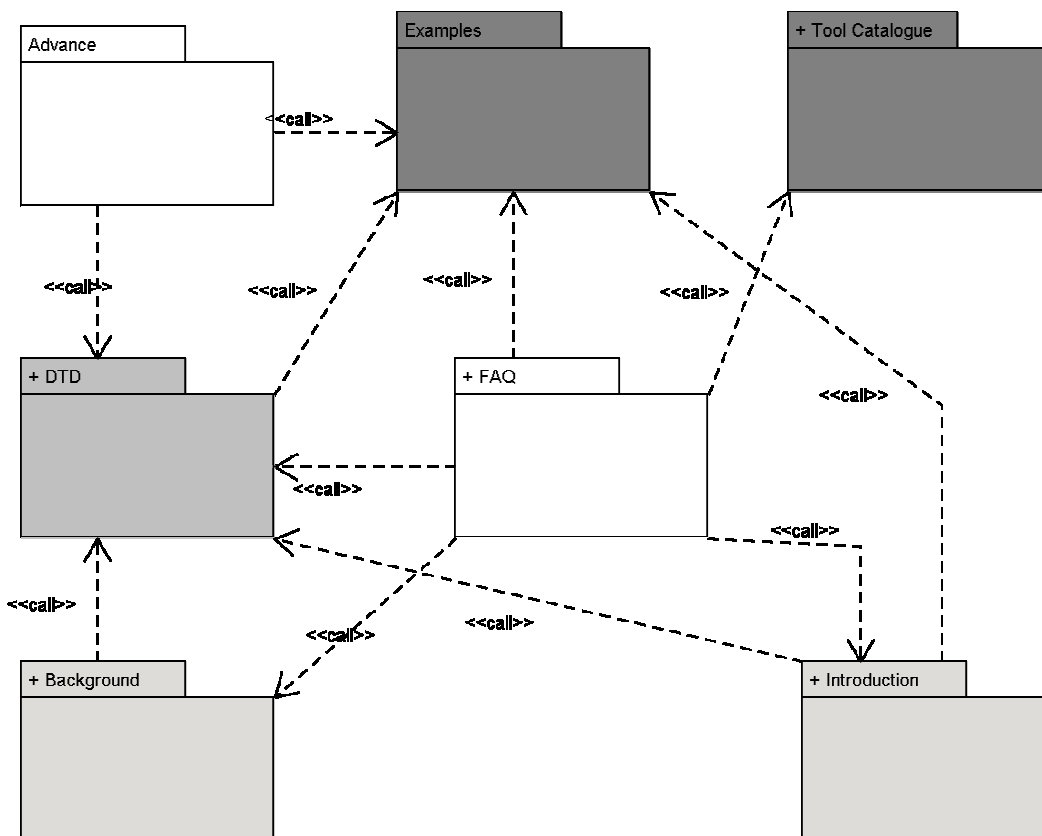 Advance
Examples
+ Tool Catalogue
<<call>>
<<call>>
<<call>>
<<call>>
<<call>>
+ DTD
+ FAQ
<<call>>
<<call>>
<<call>>
<<call>>
<<call>>
<<call>>
+ Background
+ Introduction